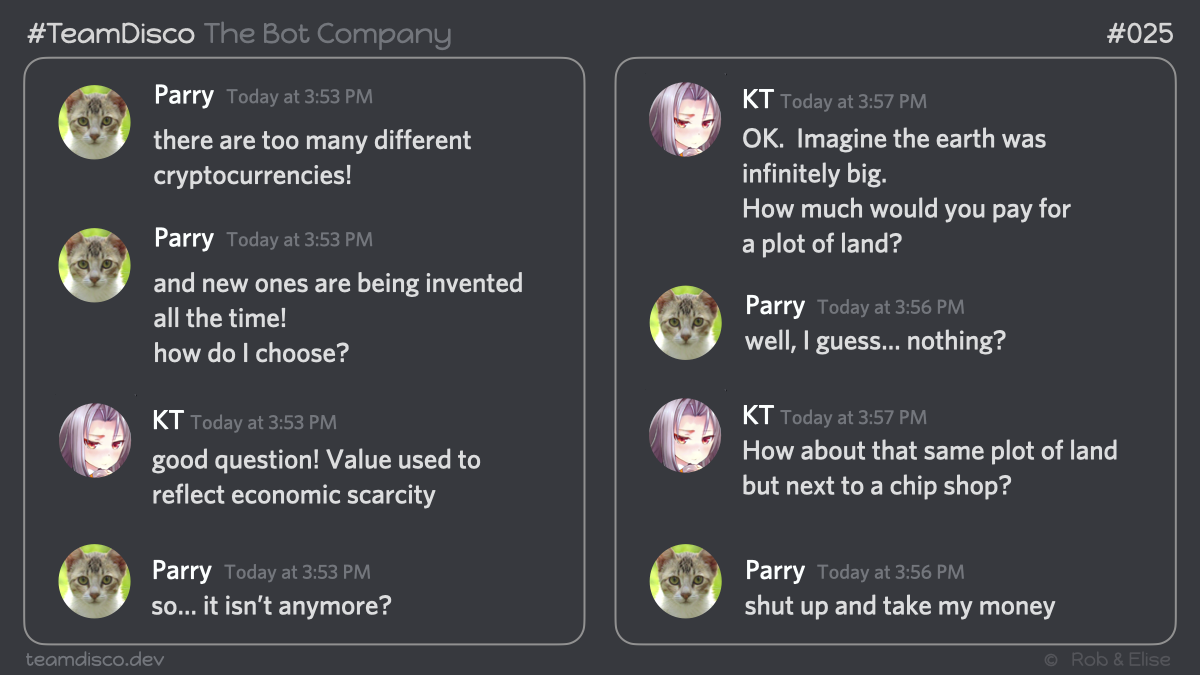 #TeamDisco The Bot Company
#025
Parry Today at 3:53 PM
there are too many different
cryptocurrencies!
Parry Today at 3:53 PM
and new ones are being invented
all the time!
how do I choose?
KT Today at 3:53 PM
good question! Value used to
reflect economic scarcity
Parry Today at 3:53 PM
so... it isn't anymore?
KT Today at 3:57 PM
OK.  Imagine the earth was
infinitely big.
How much would you pay for
a plot of land?
Parry Today at 3:56 PM
well, I guess... nothing?
KT Today at 3:57 PM
How about that same plot of land
but next to a chip shop?
Parry Today at 3:56 PM
shut up and take my money
teamdisco.dev
© Rob & Elise